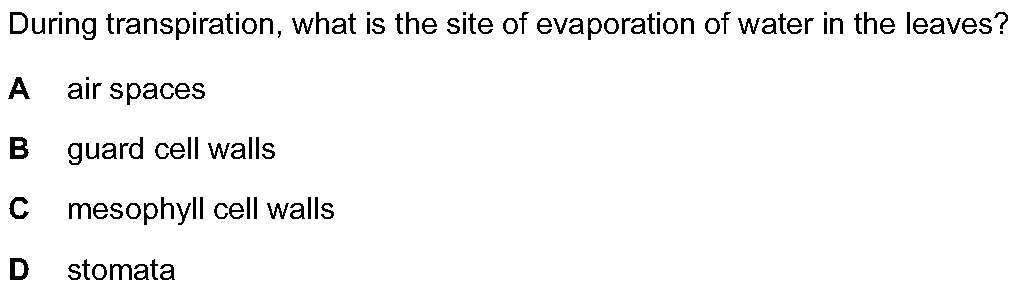 During transpiration, what is the site of evaporation of water in the leaves?
A air spaces
B guard cell walls
C mesophyll cell walls
D stomata